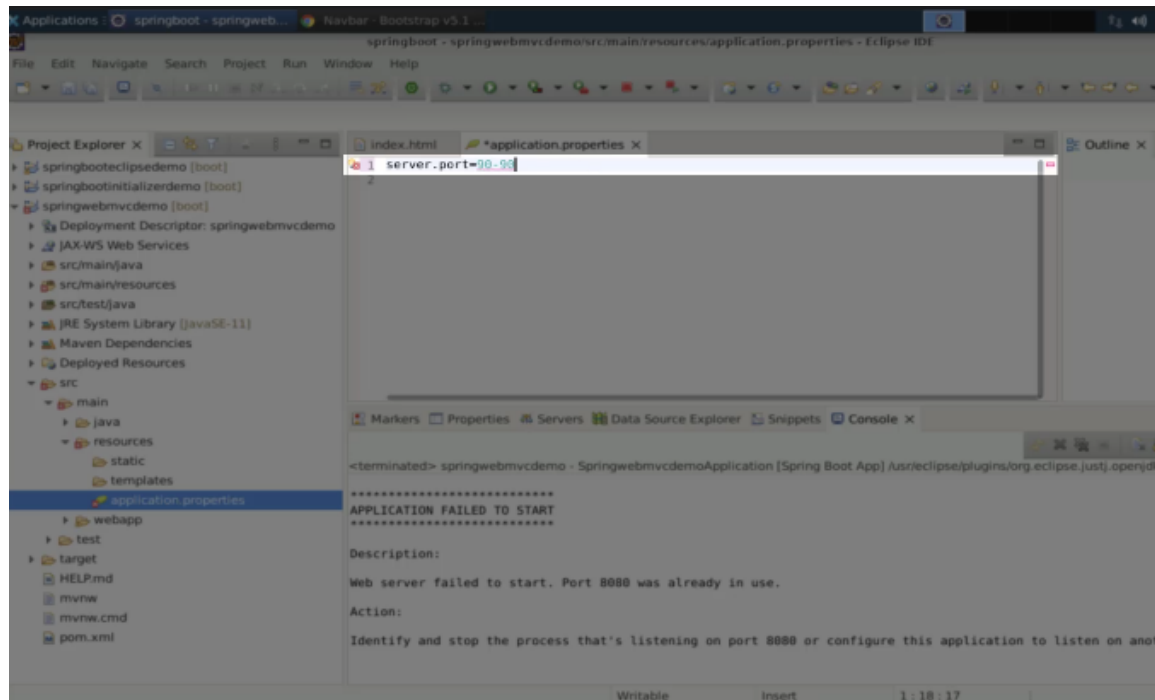 Applications : springboot - springweb... Navbar · Bootstrap v5.1 ...
springboot - springwebmvcdemo/src/main/resources/application.properties - Eclipse IDE
File Edit Navigate Search Project Run Window Help
Project Explorer × index.html *application.properties × Outline ×
1 server.port=90-90
2
springbooteclipsedemo [boot]
springbootinitializerdemo [boot]
springwebmvcdemo [boot]
Deployment Descriptor: springwebmvcdemo
JAX-WS Web Services
src/main/java
src/main/resources
src/test/java
JRE System Library [JavaSE-11]
Maven Dependencies
Deployed Resources
src
main
java
resources
static
templates
application.properties
webapp
test
target
HELP.md
mvnw
mvnw.cmd
pom.xml
Markers Properties Servers Data Source Explorer Snippets Console ×
<terminated> springwebmvcdemo - SpringwebmvcdemoApplication [Spring Boot App] /usr/eclipse/plugins/org.eclipse.justj.openjd
***************************
APPLICATION FAILED TO START
***************************
Description:
Web server failed to start. Port 8080 was already in use.
Action:
Identify and stop the process that's listening on port 8080 or configure this application to listen on ano
Writable Insert 1 : 18 : 17